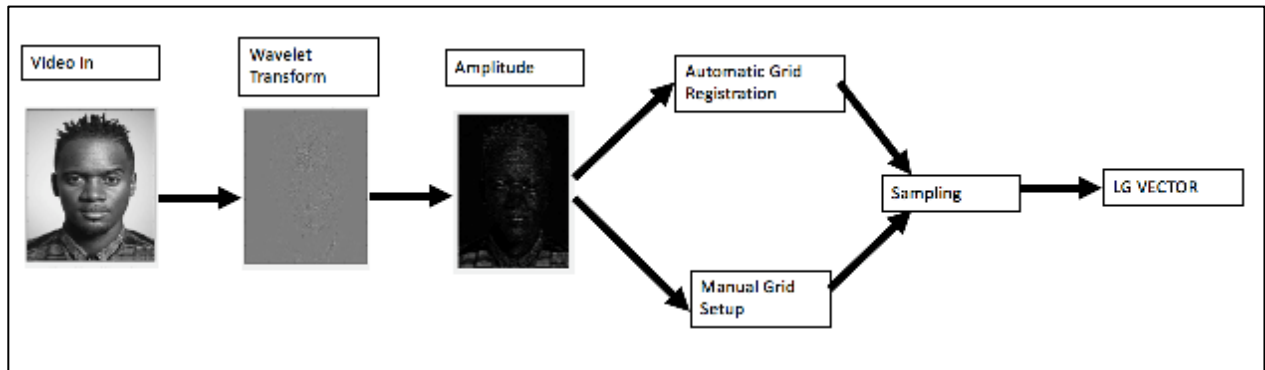 Video In
Wavelet
Transform
Amplitude
Automatic Grid
Registration
Manual Grid
Setup
Sampling
LG VECTOR